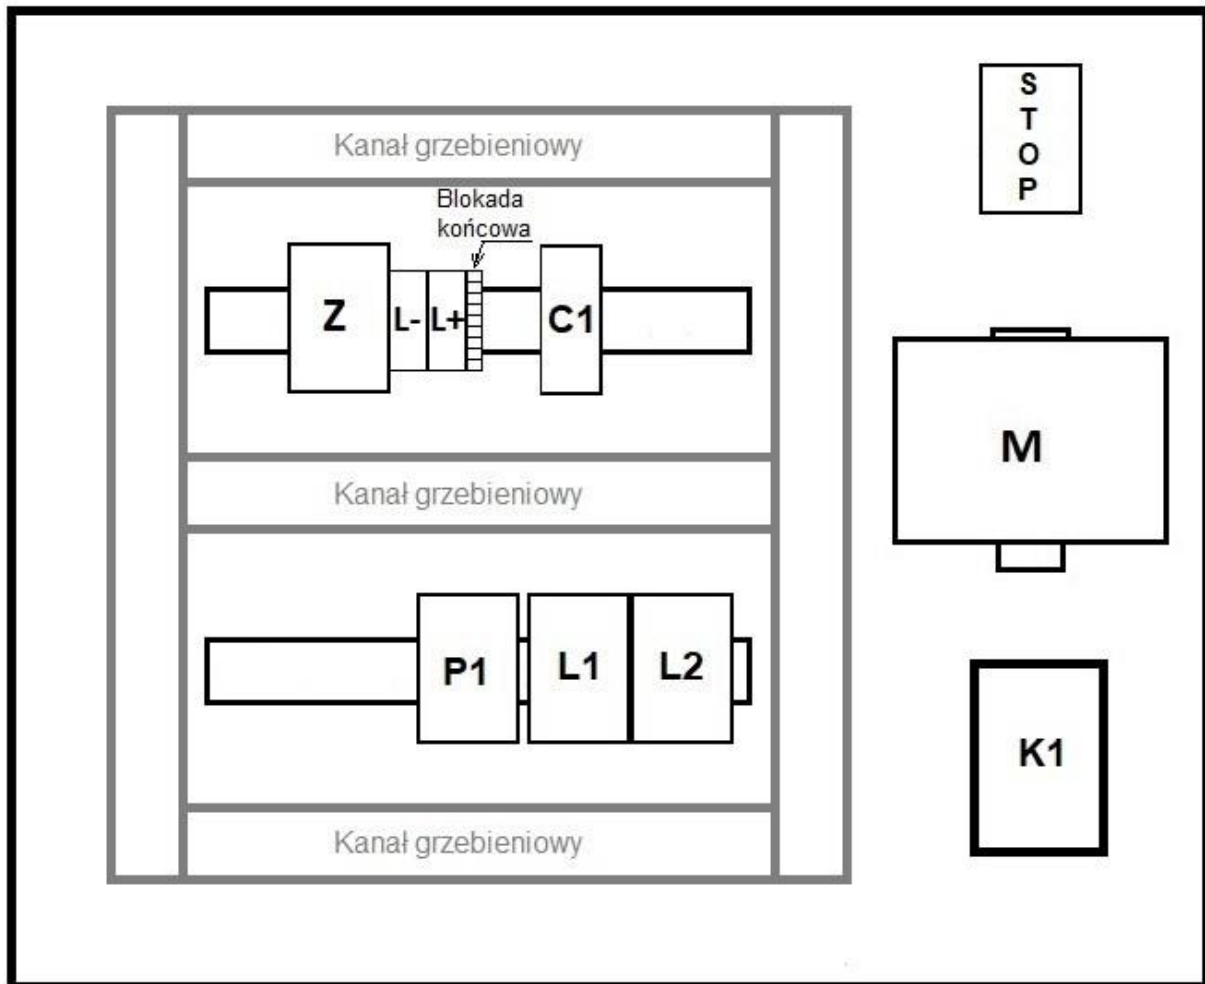 S
T
O
P
Kanał grzebieniowy
Blokada
końcowa
Z
L-
L+
C1
M
Kanał grzebieniowy
P1
L1
L2
K1
Kanał grzebieniowy